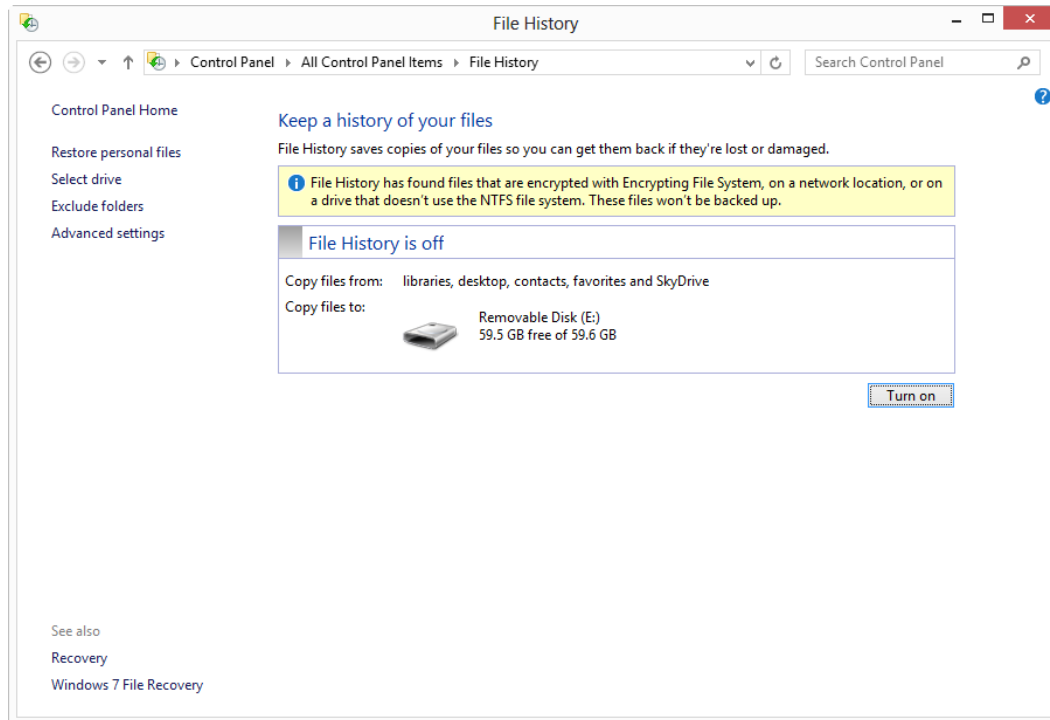 File History
Control Panel All Control Panel Items File History
Search Control Panel
Control Panel Home
Restore personal files
Select drive
Exclude folders
Advanced settings
Keep a history of your files
File History saves copies of your files so you can get them back if they're lost or damaged.
File History has found files that are encrypted with Encrypting File System, on a network location, or on
a drive that doesn't use the NTFS file system. These files won't be backed up.
File History is off
Copy files from: libraries, desktop, contacts, favorites and SkyDrive
Copy files to:
Removable Disk (E:)
59.5 GB free of 59.6 GB
Turn on
See also
Recovery
Windows 7 File Recovery